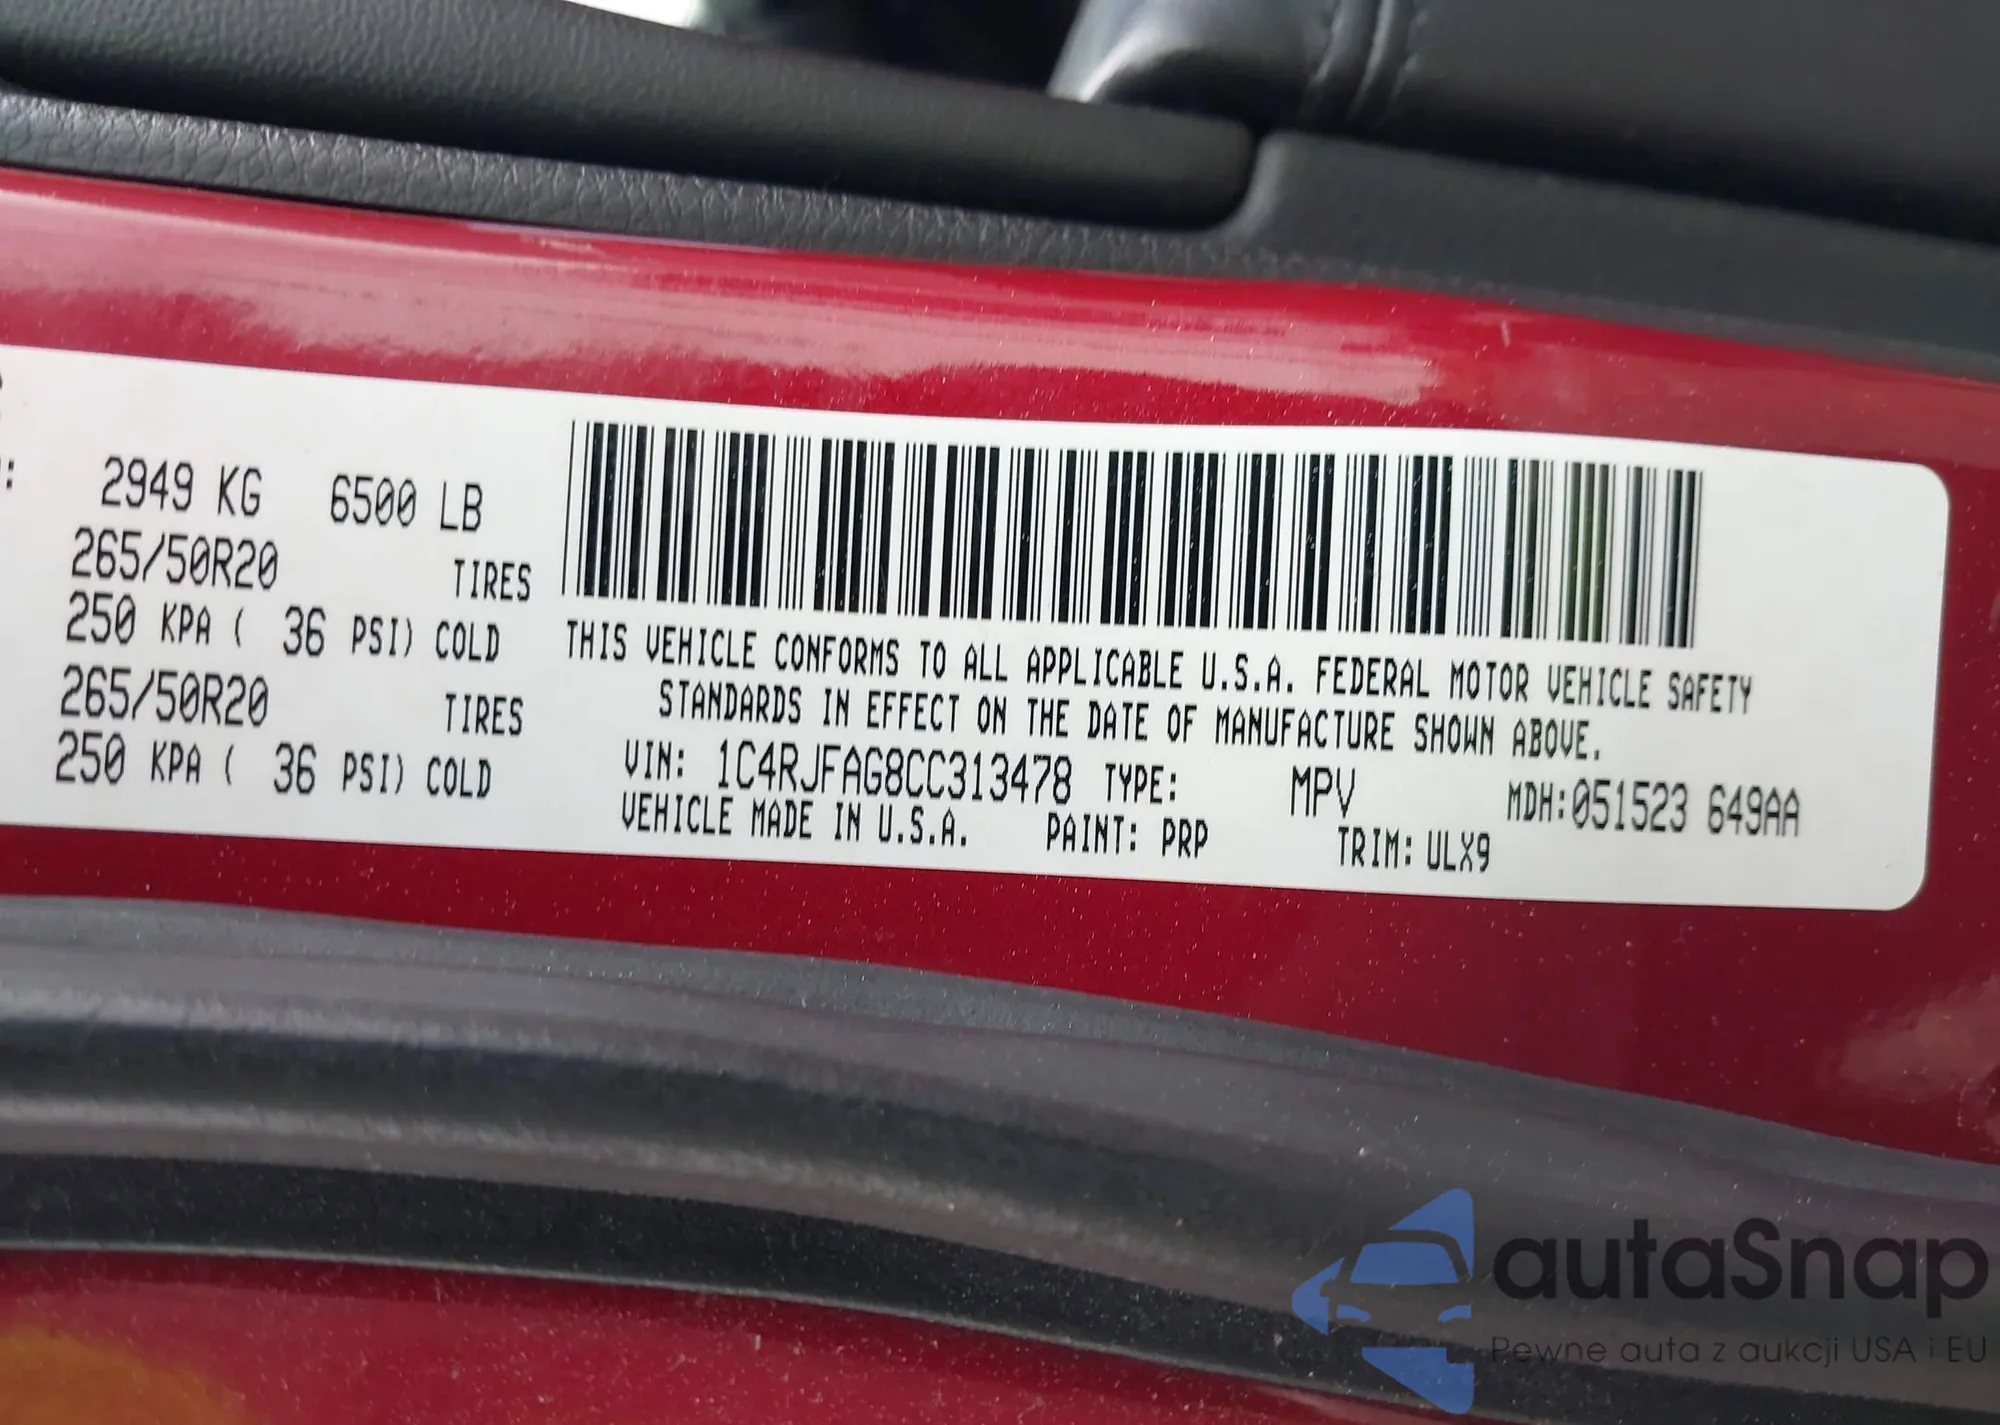 2949 KG 6500 LB
265/50R20 TIRES
250 KPA ( 36 PSI) COLD
265/50R20 TIRES
250 KPA ( 36 PSI) COLD
THIS VEHICLE CONFORMS TO ALL APPLICABLE U.S.A. FEDERAL MOTOR VEHICLE SAFETY
STANDARDS IN EFFECT ON THE DATE OF MANUFACTURE SHOWN ABOVE.
VIN: 1C4RJFAG8CC313478 TYPE: MPV MDH:051523 649AA
VEHICLE MADE IN U.S.A. PAINT: PRP TRIM: ULX9
autaSnap
Pewne auta z aukcji USA i EU